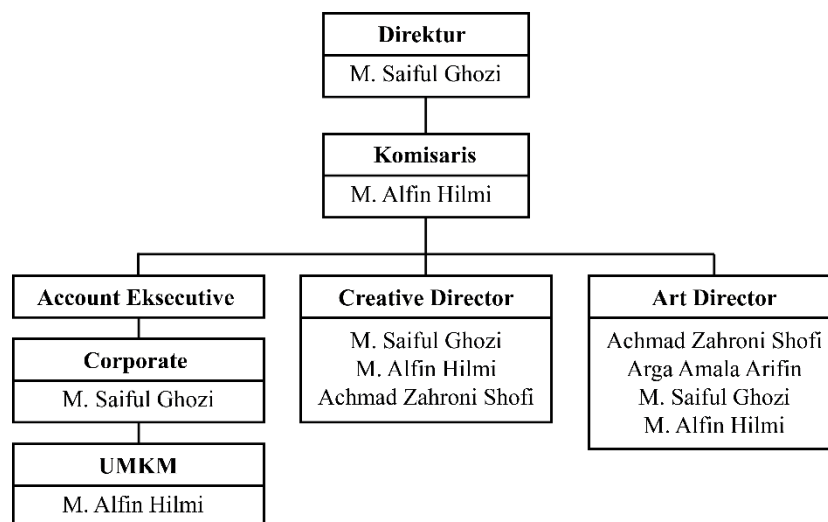 Direktur
M. Saiful Ghozi
Komisaris
M. Alfin Hilmi
Account Eksecutive
Corporate
M. Saiful Ghozi
UMKM
M. Alfin Hilmi
Creative Director
M. Saiful Ghozi
M. Alfin Hilmi
Achmad Zahroni Shofi
Art Director
Achmad Zahroni Shofi
Arga Amala Arifin
M. Saiful Ghozi
M. Alfin Hilmi